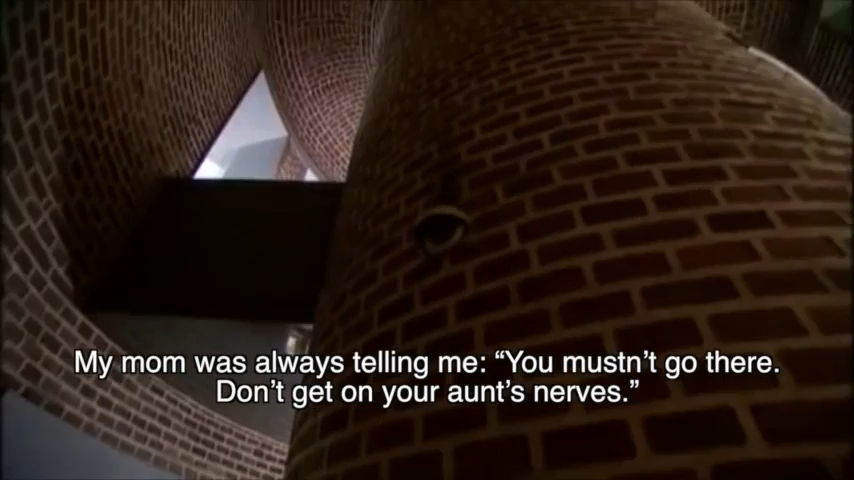 My mom was always telling me: “You mustn’t go there.
Don’t get on your aunt’s nerves.”